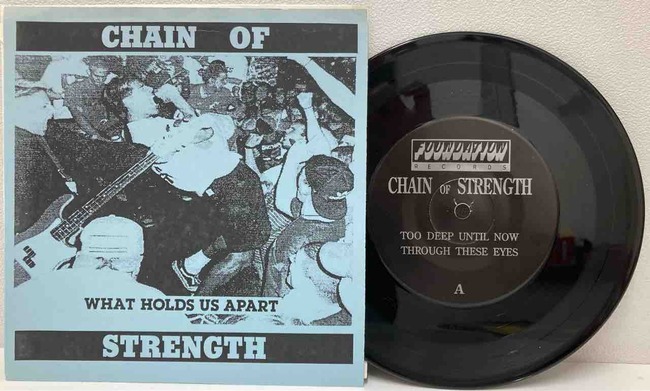 CHAIN OF
WHAT HOLDS US APART
STRENGTH
FOUNDATION
RECORDS
CHAIN OF STRENGTH
TOO DEEP UNTIL NOW
THROUGH THESE EYES
A